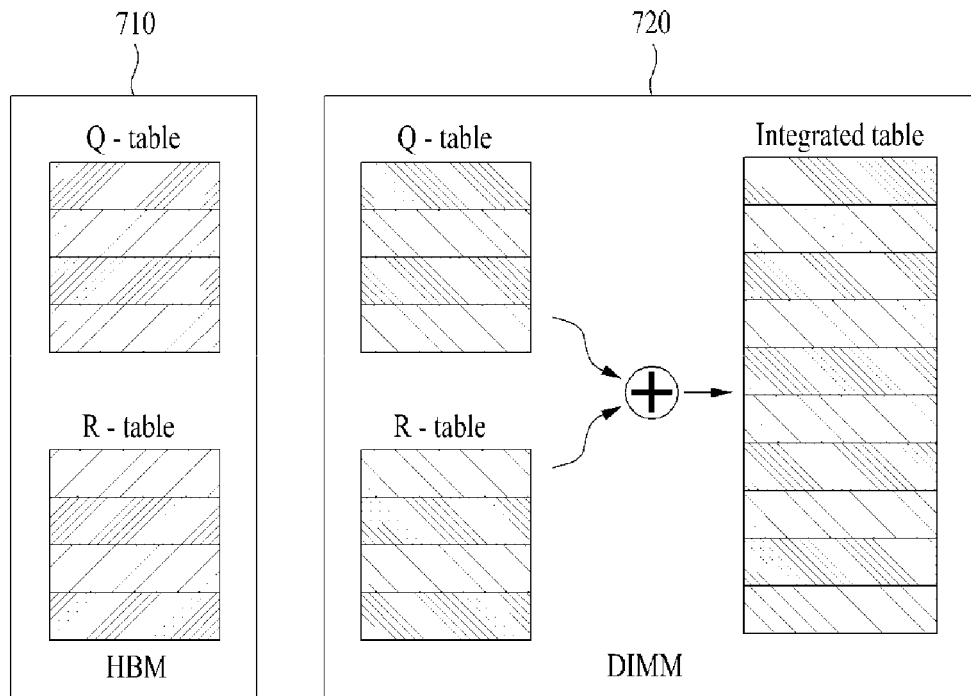 710
720
Q - table
Q - table
Integrated table
R - table
R - table
HBM
DIMM